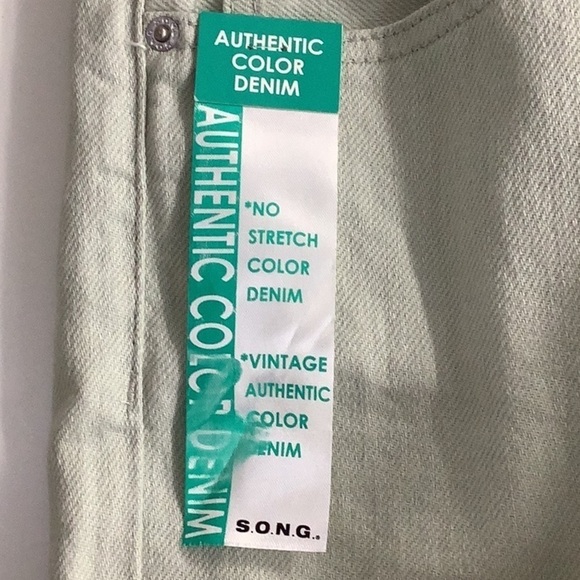 AUTHENTIC
COLOR
DENIM
AUTHENTIC COLOR DENIM
*NO
STRETCH
COLOR
DENIM
*VINTAGE
AUTHENTIC
COLOR
DENIM
S.O.N.G.